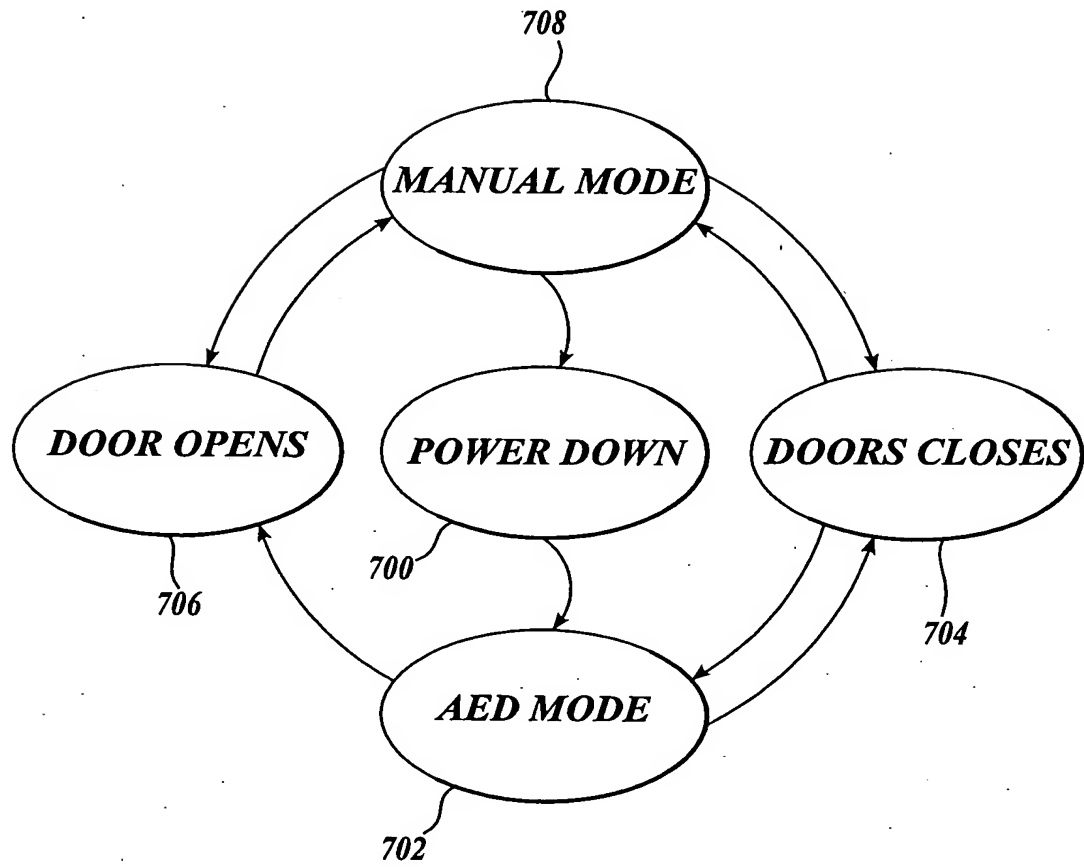 708
MANUAL MODE
DOOR OPENS
POWER DOWN
DOORS CLOSES
700
706
704
AED MODE
702